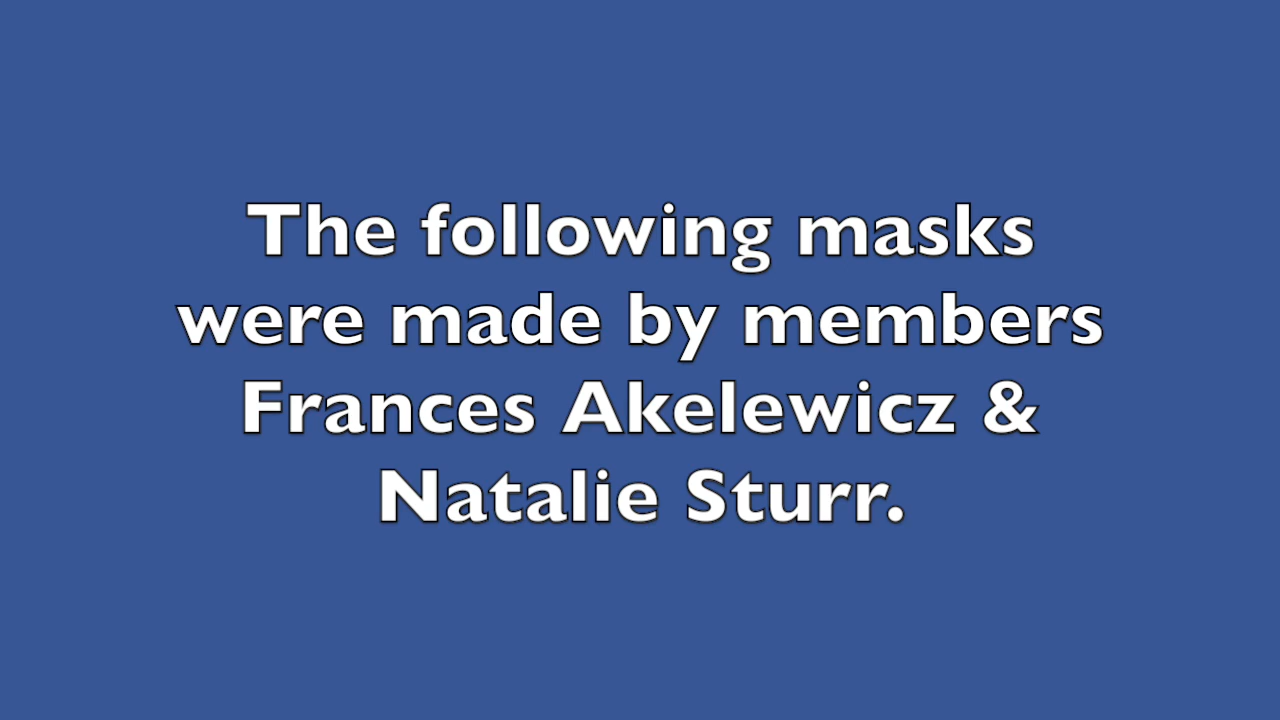 The following masks
were made by members
Frances Akelewicz &
Natalie Sturr.